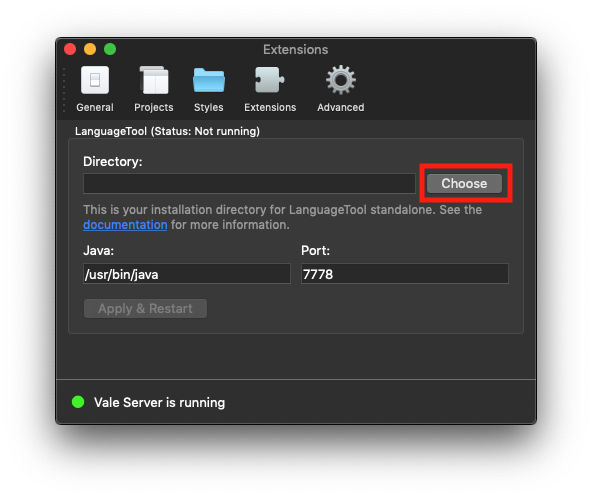 Extensions
General Projects Styles Extensions Advanced
LanguageTool (Status: Not running)
Directory:
Choose
This is your installation directory for LanguageTool standalone. See the
documentation for more information.
Java: Port:
/usr/bin/java 7778
Apply & Restart
Vale Server is running